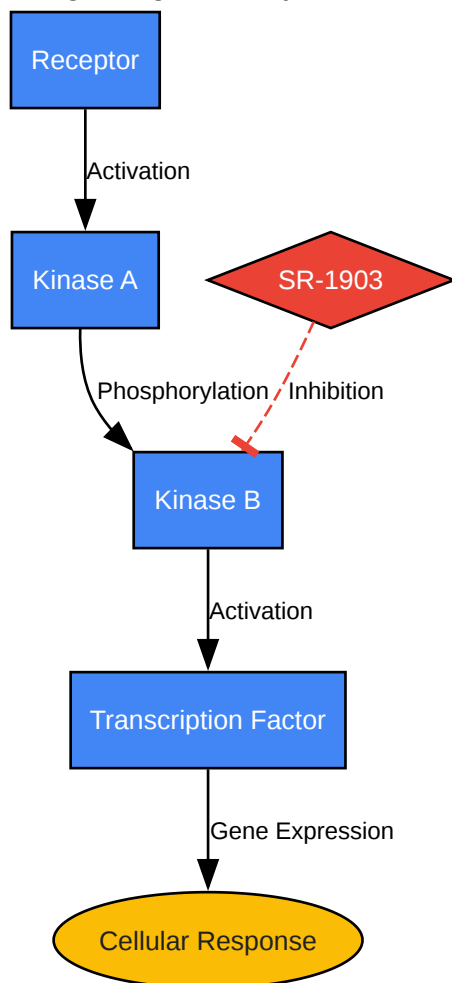 Receptor
Activation
Kinase A
SR-1903
Phosphorylation
Inhibition
Kinase B
Activation
Transcription Factor
Gene Expression
Cellular Response